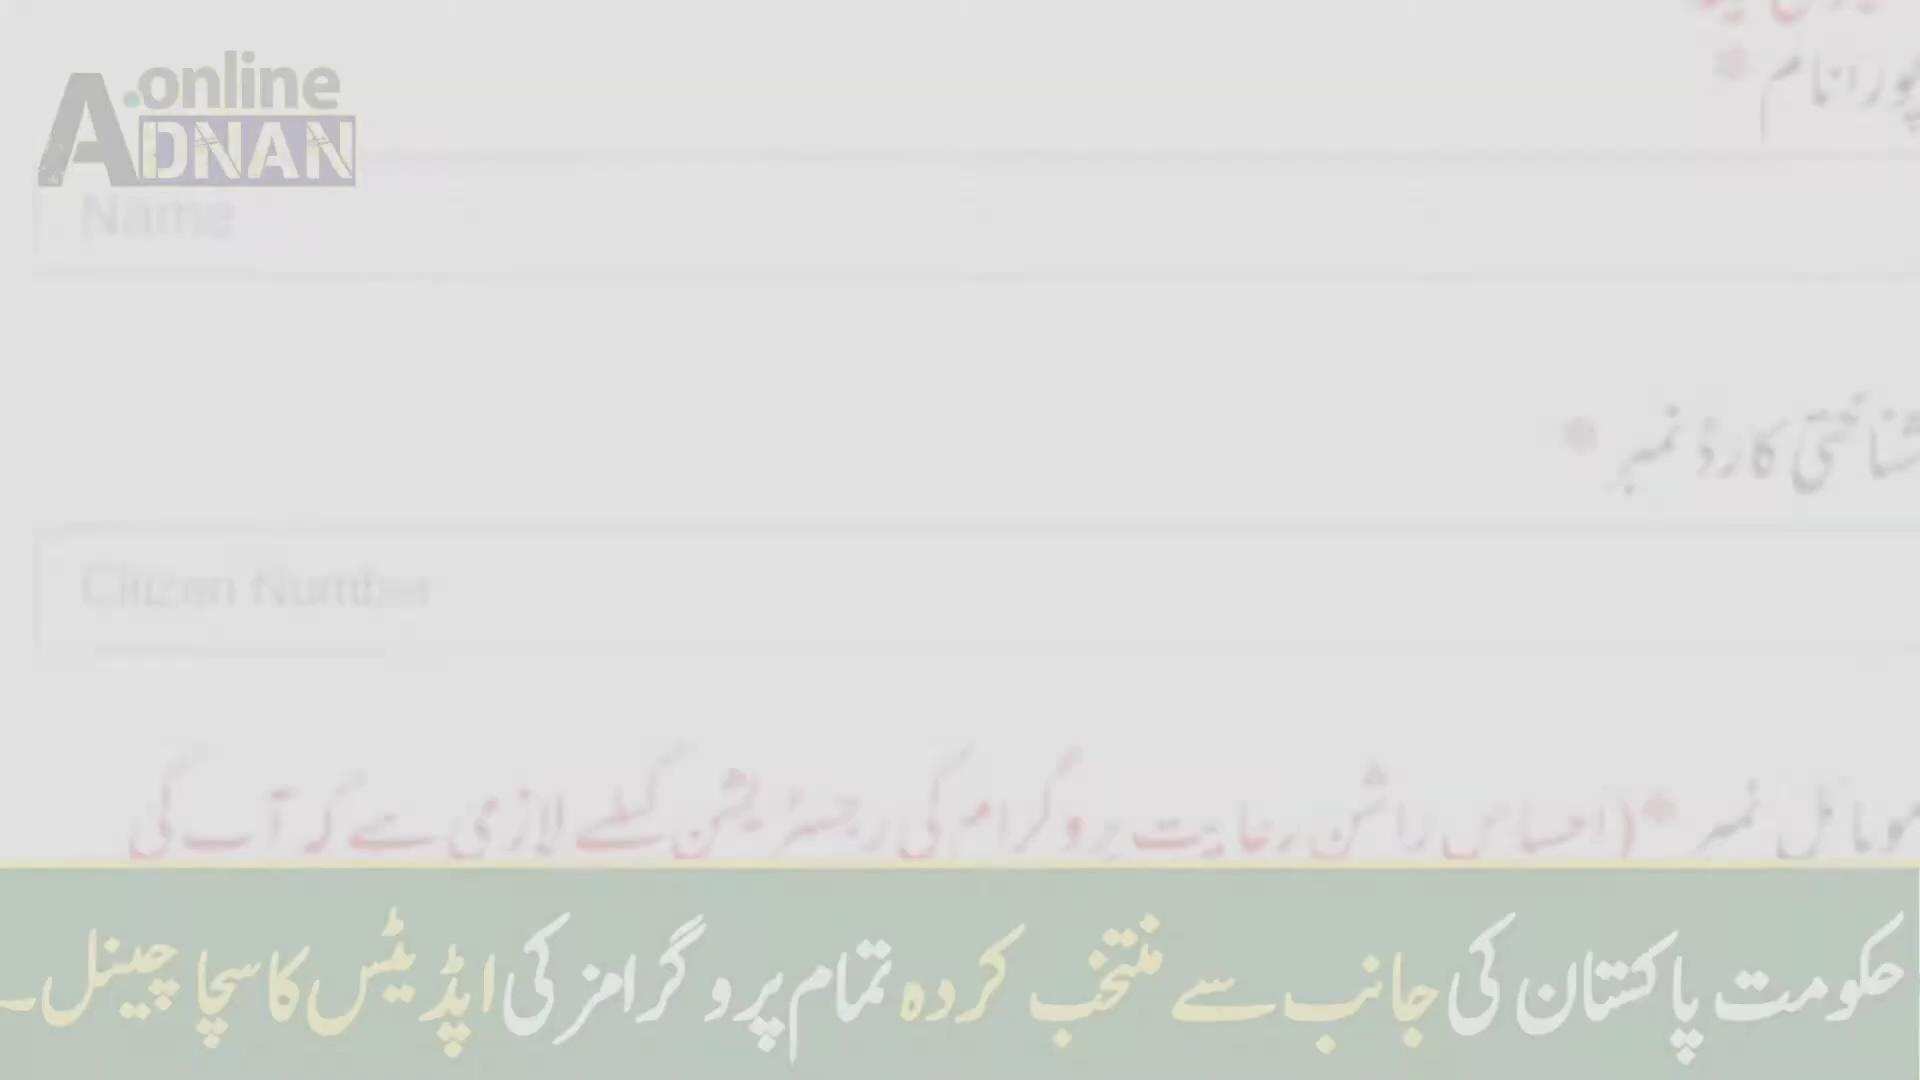 .online
ADNAN
پورا نام *
Name
شناختی کارڈ نمبر *
Citizen Number
موبائل نمبر *(احساس راشن رعایت پروگرام کی رجسٹریشن کیلیے لازمی ہے کہ آپ کی
حکومت پاکستان کی جانب سے منتخب کردہ تمام پروگرامز کی اپڈیٹس کا سچا چینل۔